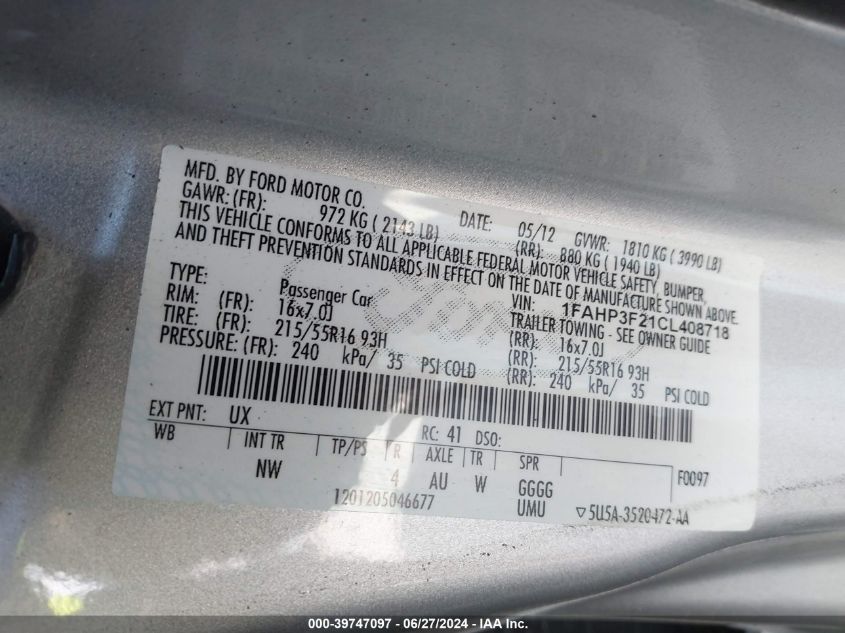 MFD. BY FORD MOTOR CO. DATE: 05/12 GVWR: 1810 KG ( 3990 LB)
GAWR: (FR): 972 KG ( 2143 LB) (RR): 880 KG ( 1940 LB)
THIS VEHICLE CONFORMS TO ALL APPLICABLE FEDERAL MOTOR VEHICLE SAFETY, BUMPER,
AND THEFT PREVENTION STANDARDS IN EFFECT ON THE DATE OF MANUFACTURE SHOWN ABOVE.
VIN: 1FAHP3F21CL408718
TYPE: Passenger Car TRAILER TOWING - SEE OWNER GUIDE
RIM: (FR): 16x7.0J (RR): 16x7.0J
TIRE: (FR): 215/55R16 93H (RR): 215/55R16 93H
PRESSURE: (FR): 240 kPa/ 35 PSI COLD (RR): 240 kPa/ 35 PSI COLD
EXT PNT: UX RC: 41 DSO:
WB INT TR TP/PS R AXLE TR SPR F0097
NW 4 AU W GGGG
1201205046677 UMU ▽5U5A-3520472-AA
000-39747097 - 06/27/2024 - IAA Inc.